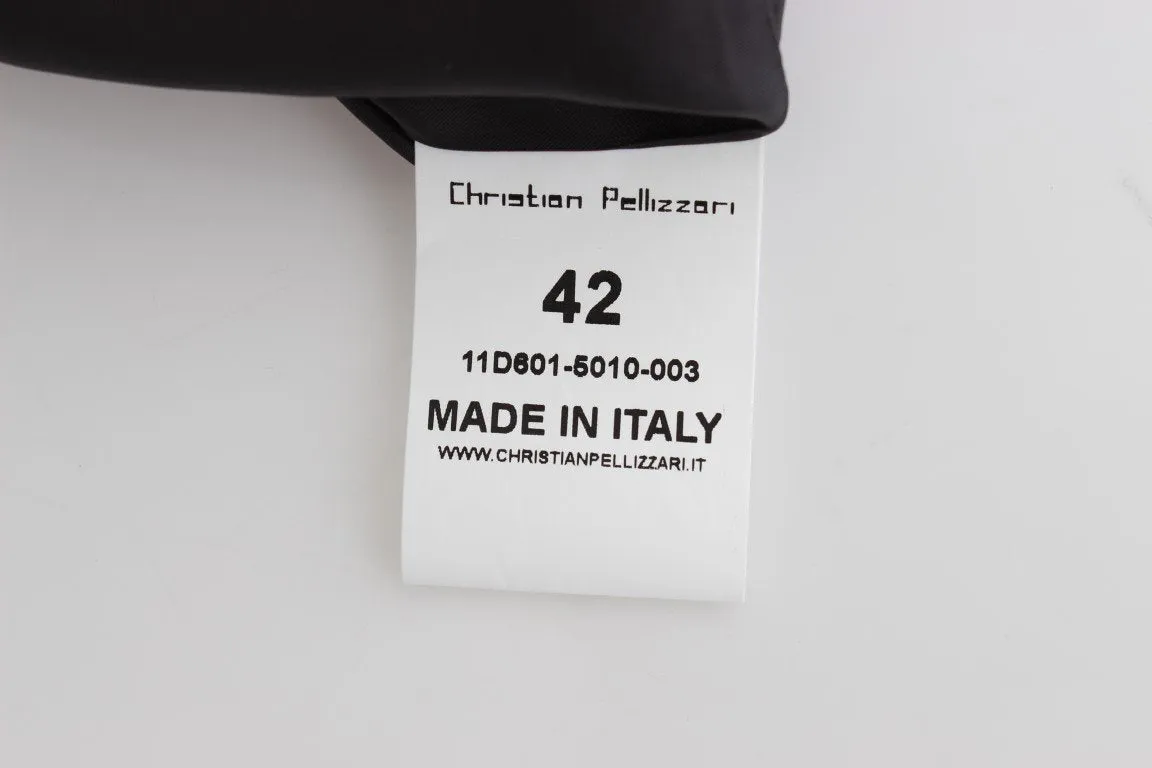 Christian Pellizzari
42
11D601-5010-003
MADE IN ITALY
WWW.CHRISTIANPELLIZZARI.IT